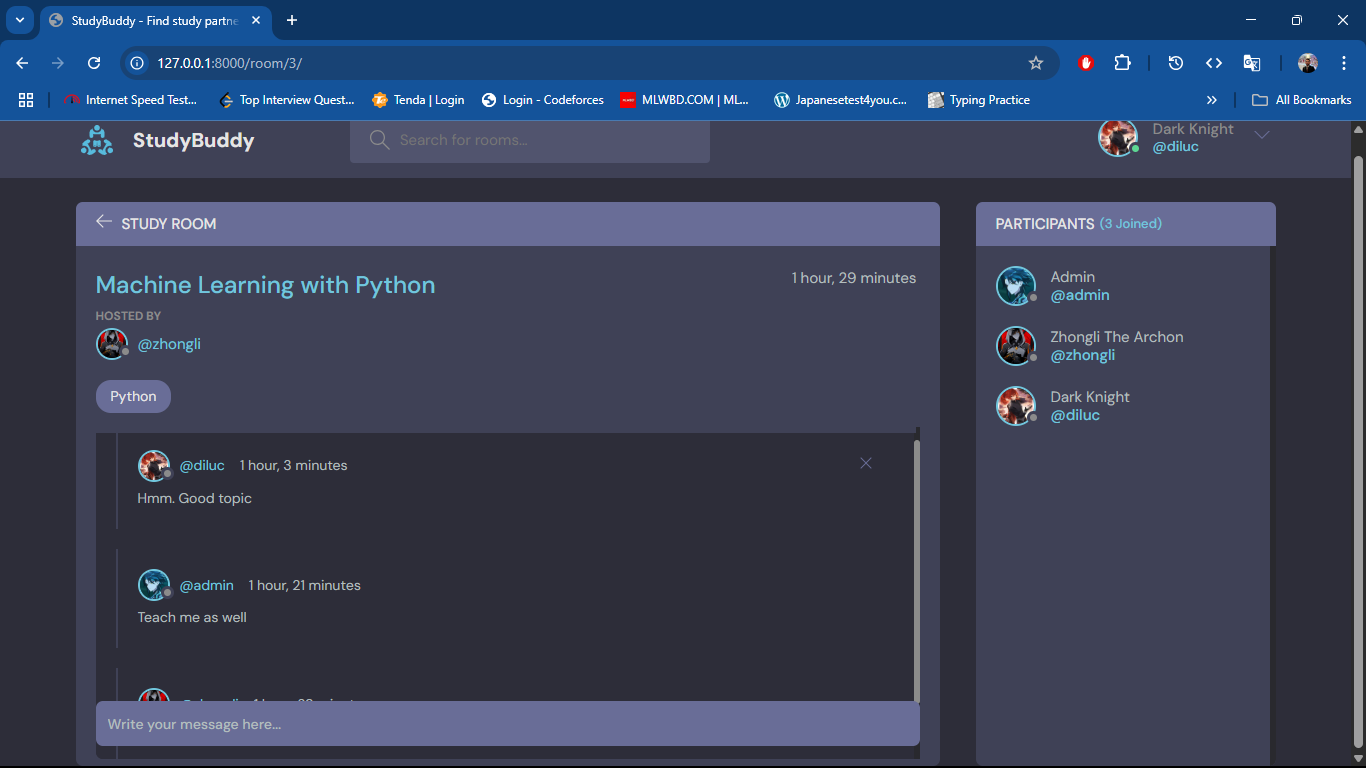 StudyBuddy - Find study partne
127.0.0.1:8000/room/3/
Internet Speed Test...
Top Interview Quest...
Tenda | Login
Login - Codeforces
MLWBD.COM | ML...
Japanesetest4you.c...
Typing Practice
All Bookmarks
StudyBuddy
Search for rooms...
Dark Knight
@diluc
STUDY ROOM
Machine Learning with Python
1 hour, 29 minutes
HOSTED BY
@zhongli
Python
@diluc 1 hour, 3 minutes
Hmm. Good topic
@admin 1 hour, 21 minutes
Teach me as well
Write your message here...
PARTICIPANTS (3 Joined)
Admin
@admin
Zhongli The Archon
@zhongli
Dark Knight
@diluc